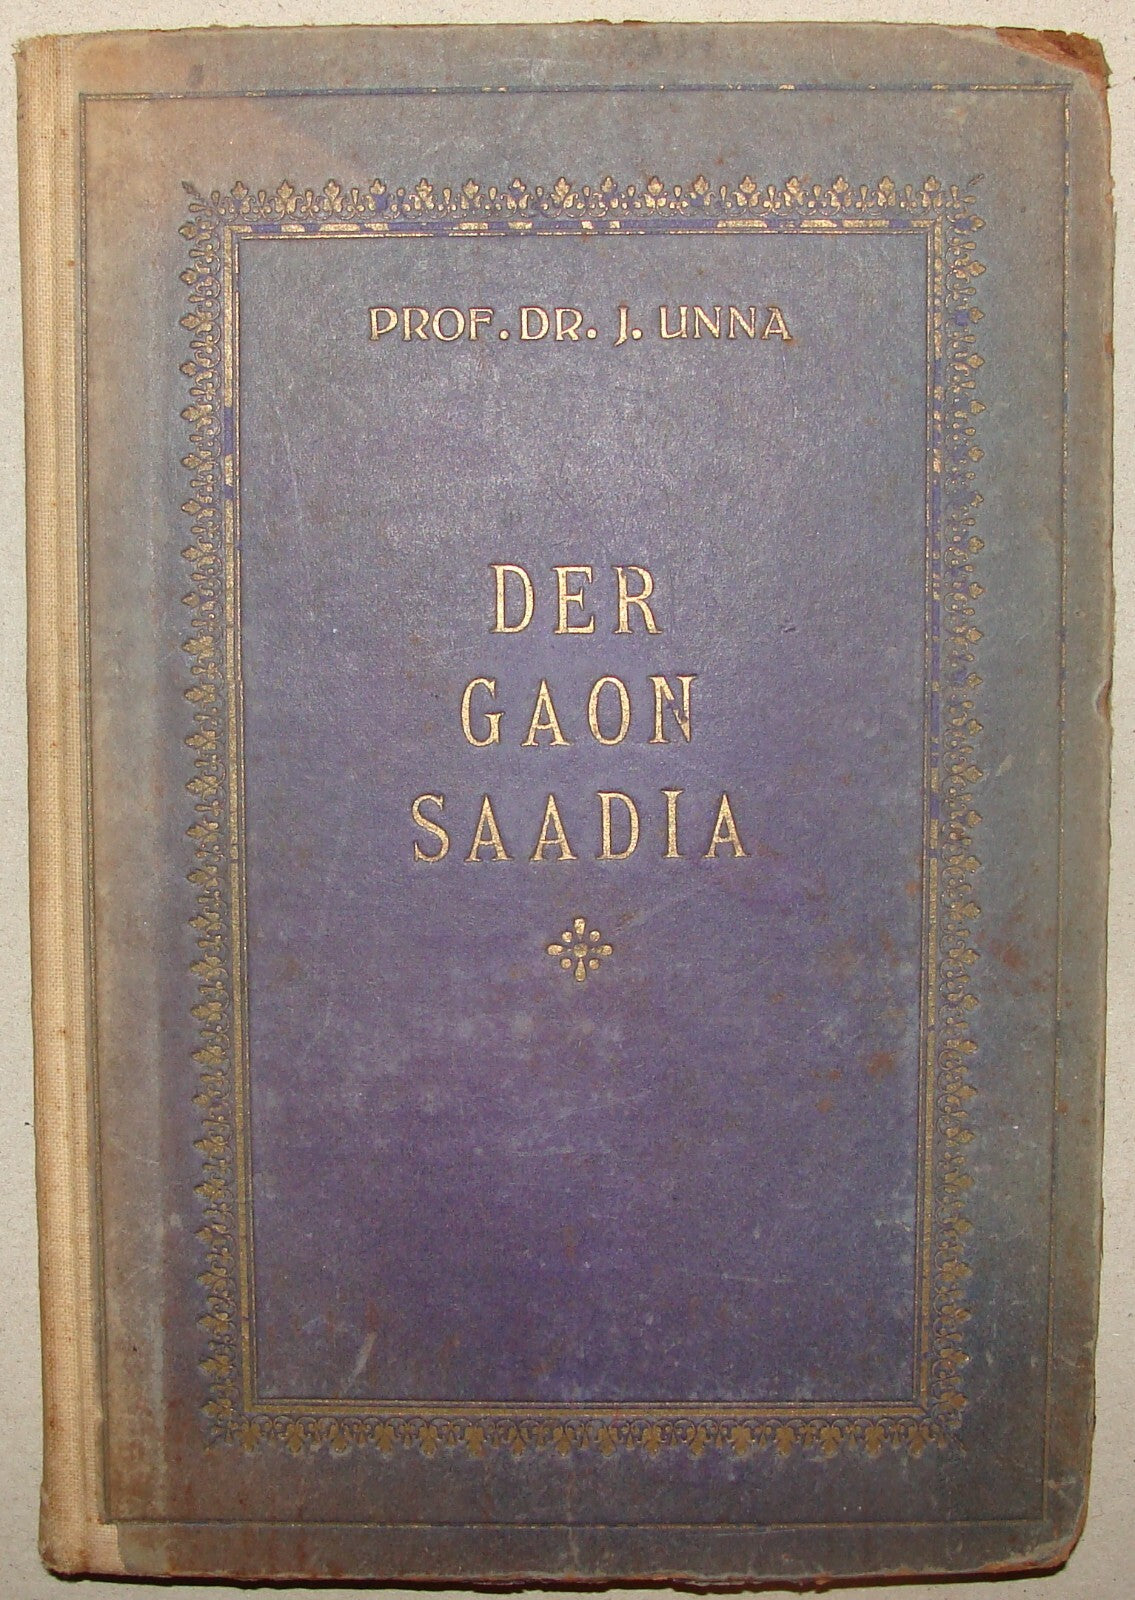 PROF. DR. J. UNNA
DER
GAON
SAADIA